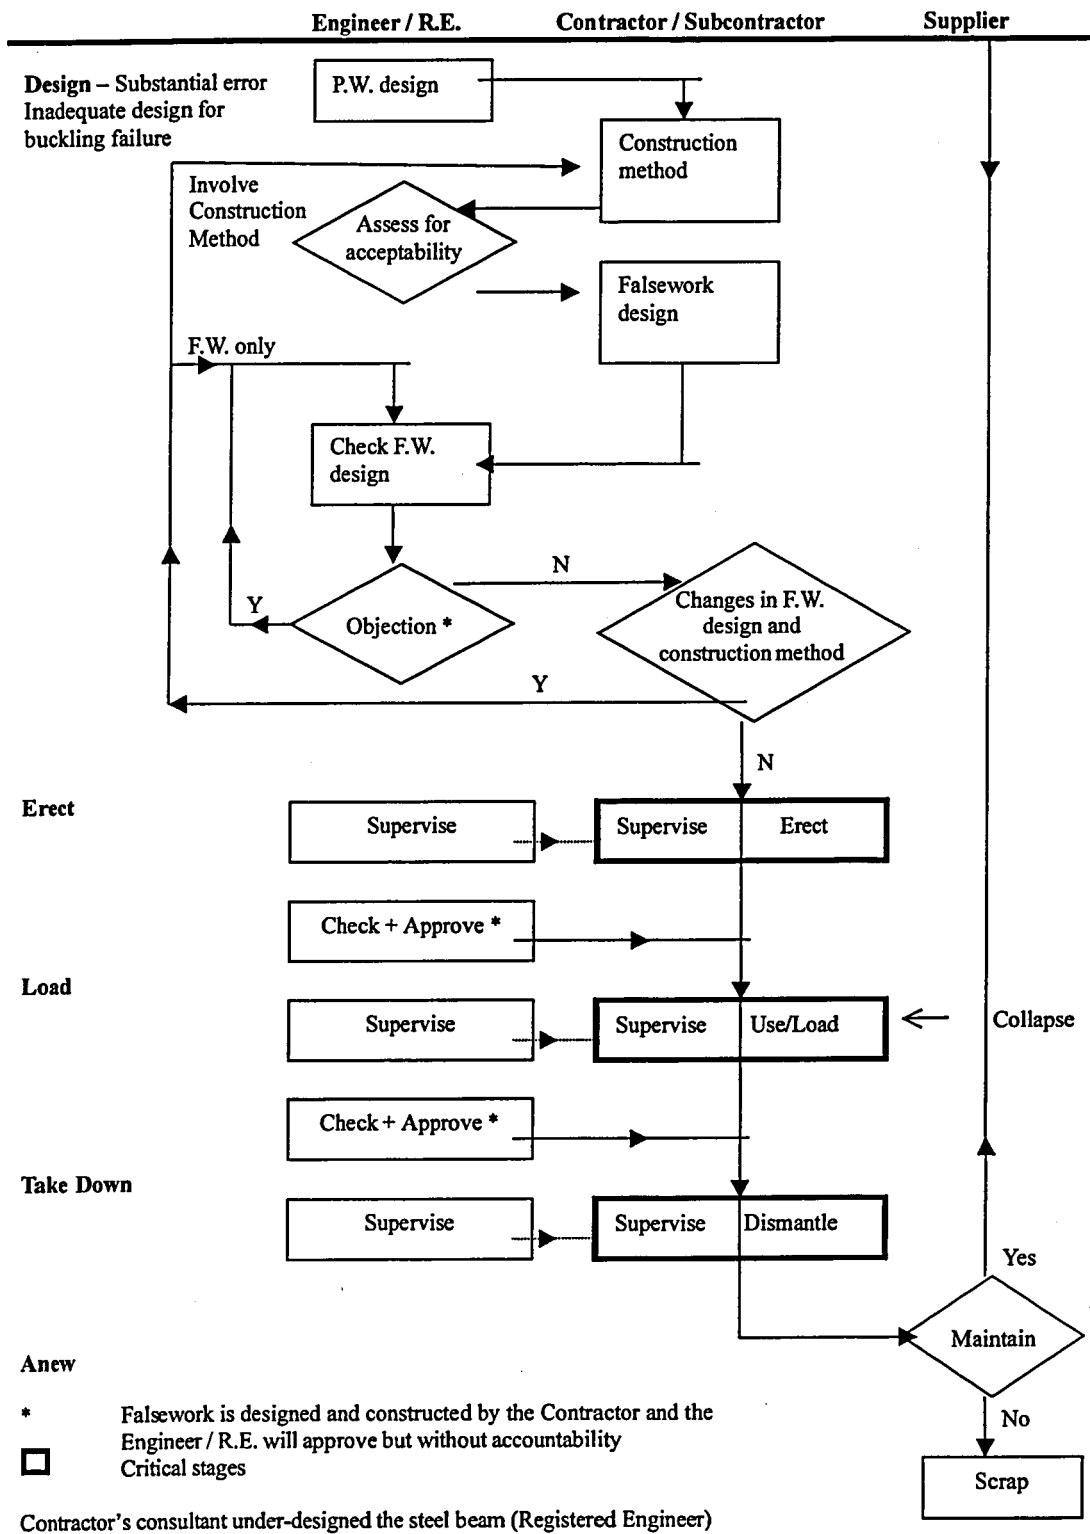 Engineer / R.E. Contractor / Subcontractor Supplier
Design – Substantial error
Inadequate design for
buckling failure
P.W. design
Construction
method
Involve
Construction
Method
Assess for
acceptability
Falsework
design
F.W. only
Check F.W.
design
N
Y
Objection *
Changes in F.W.
design and
construction method
Y
N
Erect
Supervise
Supervise
Erect
Check + Approve *
Load
Supervise
Supervise
Use/Load
Collapse
Check + Approve *
Take Down
Supervise
Supervise
Dismantle
Yes
Maintain
Anew
No
* Falsework is designed and constructed by the Contractor and the
Engineer / R.E. will approve but without accountability
Critical stages
Scrap
Contractor's consultant under-designed the steel beam (Registered Engineer)